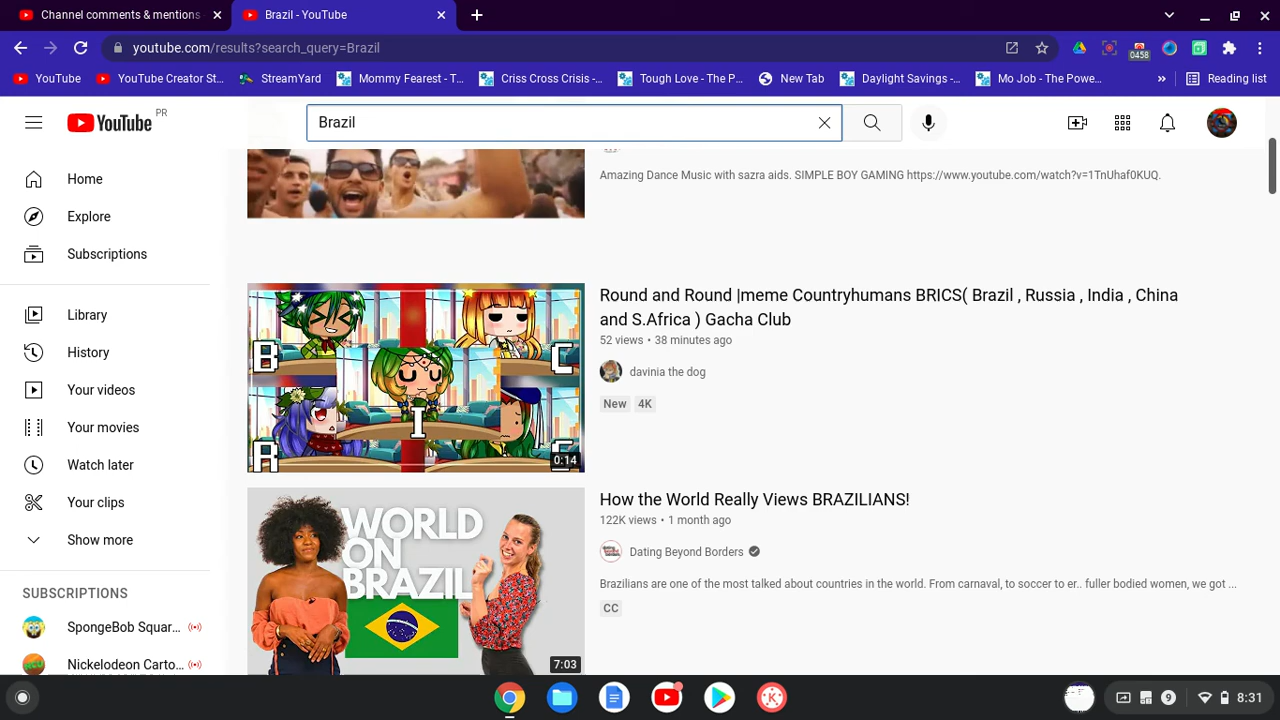 Channel comments & mentions
Brazil - YouTube
youtube.com/results?search_query=Brazil
0458
YouTube
YouTube Creator St...
StreamYard
Mommy Fearest - T...
Criss Cross Crisis -...
Tough Love - The P...
New Tab
Daylight Savings -...
Mo Job - The Powe...
»
Reading list
YouTube PR
Brazil
Home
Explore
Subscriptions
Library
History
Your videos
Your movies
Watch later
Your clips
Show more
SUBSCRIPTIONS
SpongeBob Squar...
Nickelodeon Carto...
Amazing Dance Music with sazra aids. SIMPLE BOY GAMING https://www.youtube.com/watch?v=1TnUhaf0KUQ.
B
C
I
A
0:14
Round and Round |meme Countryhumans BRICS( Brazil , Russia , India , China
and S.Africa ) Gacha Club
52 views • 38 minutes ago
davinia the dog
New 4K
WORLD
ON
BRAZIL
7:03
How the World Really Views BRAZILIANS!
122K views • 1 month ago
Dating Beyond Borders
Brazilians are one of the most talked about countries in the world. From carnaval, to soccer to er.. fuller bodied women, we got ...
CC
9
8:31